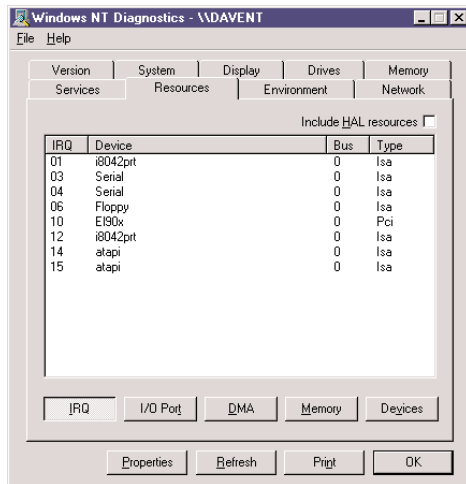 Windows NT Diagnostics - \\DAVENT
File Help
Version System Display Drives Memory
Services Resources Environment Network
Include HAL resources
IRQ Device Bus Type
01 i8042prt 0 Isa
03 Serial 0 Isa
04 Serial 0 Isa
06 Floppy 0 Isa
10 El90x 0 Pci
12 i8042prt 0 Isa
14 atapi 0 Isa
15 atapi 0 Isa
IRQ I/O Port DMA Memory Devices
Properties Refresh Print OK